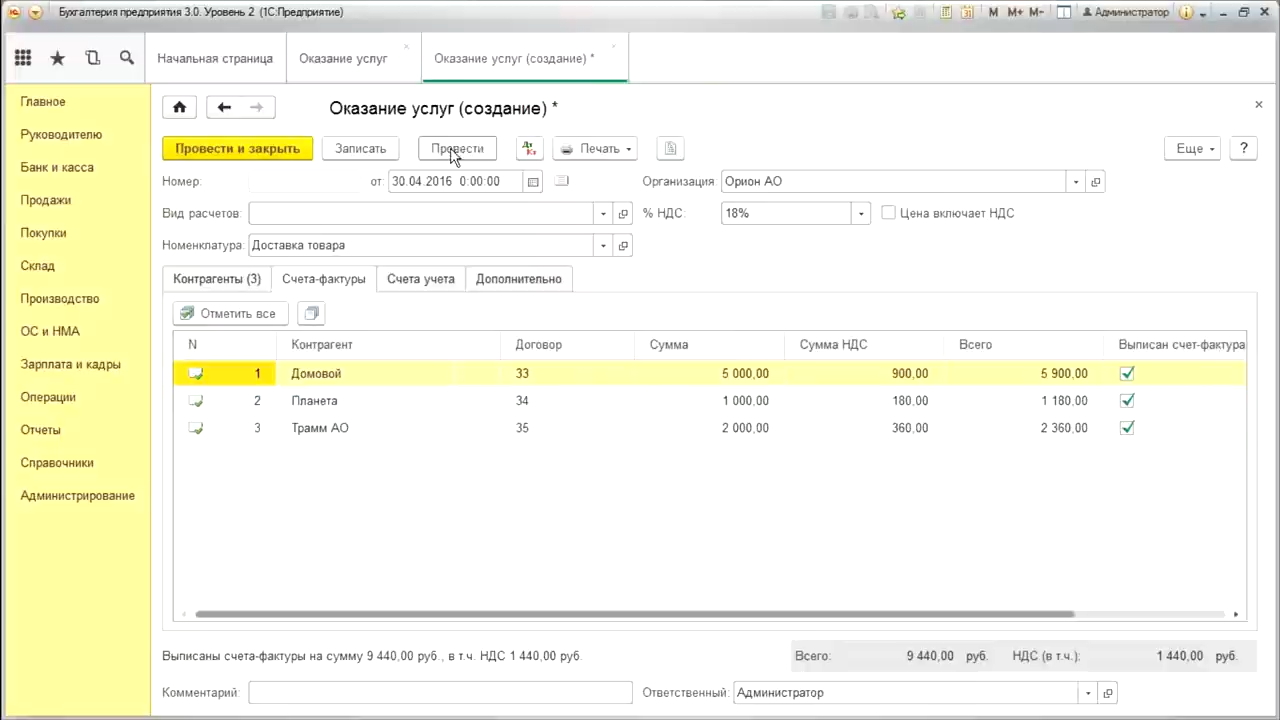 Бухгалтерия предприятия 3.0. Уровень 2 (1С:Предприятие)
M M+ M- Администратор
Начальная страница
Оказание услуг
Оказание услуг (создание) *
Главное
Руководителю
Банк и касса
Продажи
Покупки
Склад
Производство
ОС и НМА
Зарплата и кадры
Операции
Отчеты
Справочники
Администрирование
Оказание услуг (создание) *
Провести и закрыть Записать Провести Дт Кт Печать Еще ?
Номер: от: 30.04.2016 0:00:00 Организация: Орион АО
Вид расчетов: % НДС: 18% Цена включает НДС
Номенклатура: Доставка товара
Контрагенты (3) Счета-фактуры Счета учета Дополнительно
Отметить все
N Контрагент Договор Сумма Сумма НДС Всего Выписан счет-фактура
1 Домовой 33 5 000,00 900,00 5 900,00
2 Планета 34 1 000,00 180,00 1 180,00
3 Трамм АО 35 2 000,00 360,00 2 360,00
Выписаны счета-фактуры на сумму 9 440,00 руб., в т.ч. НДС 1 440,00 руб. Всего: 9 440,00 руб. НДС (в т.ч.): 1 440,00 руб.
Комментарий: Ответственный: Администратор